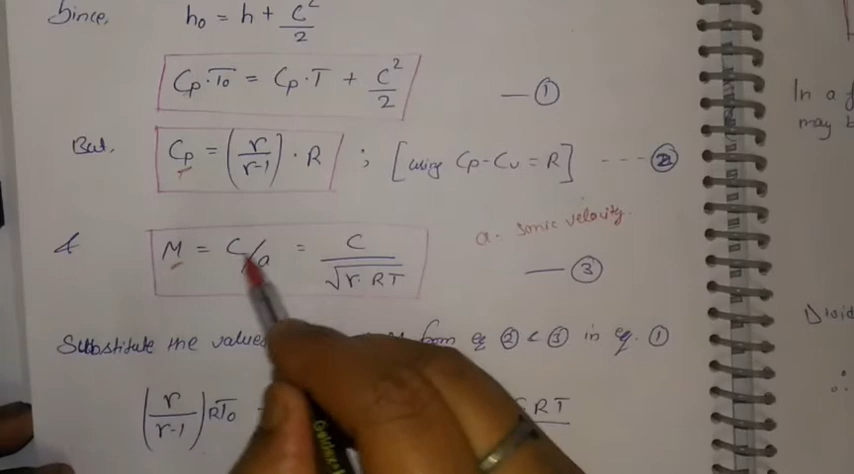 Since, h₀ = h + C²/2
Cp·T₀ = Cp·T + C²/2 — ①
But, Cp = (r/r-1)·R ; [using Cp-Cv = R] --- ②
& M = C/a = C/√r·RT — ③
a - sonic velocity.
Substitute the values from eq ② & ③ in eq. ①
(r/r-1) RT₀ RT
In a
may b
Divid
∴